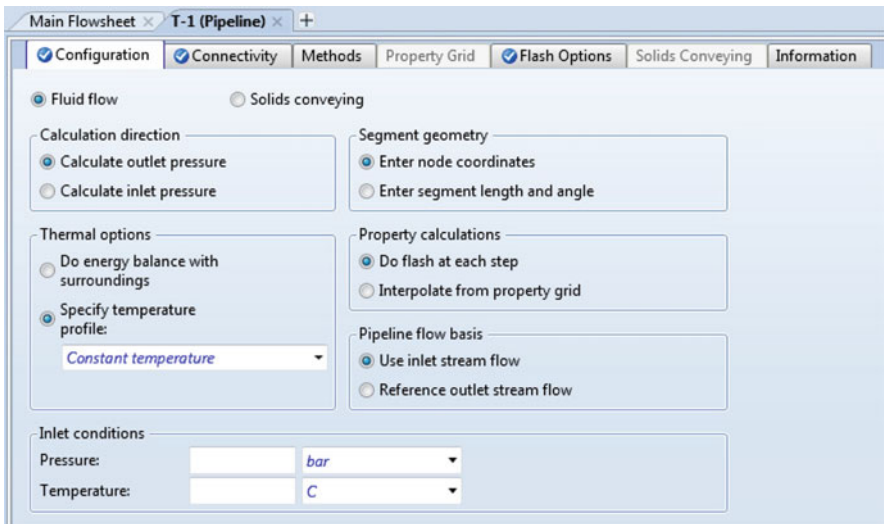 Main Flowsheet T-1 (Pipeline) +
Configuration Connectivity Methods Property Grid Flash Options Solids Conveying Information
Fluid flow Solids conveying
Calculation direction
Calculate outlet pressure
Calculate inlet pressure
Segment geometry
Enter node coordinates
Enter segment length and angle
Thermal options
Do energy balance with
surroundings
Specify temperature
profile:
Constant temperature
Property calculations
Do flash at each step
Interpolate from property grid
Pipeline flow basis
Use inlet stream flow
Reference outlet stream flow
Inlet conditions
Pressure: bar
Temperature: C